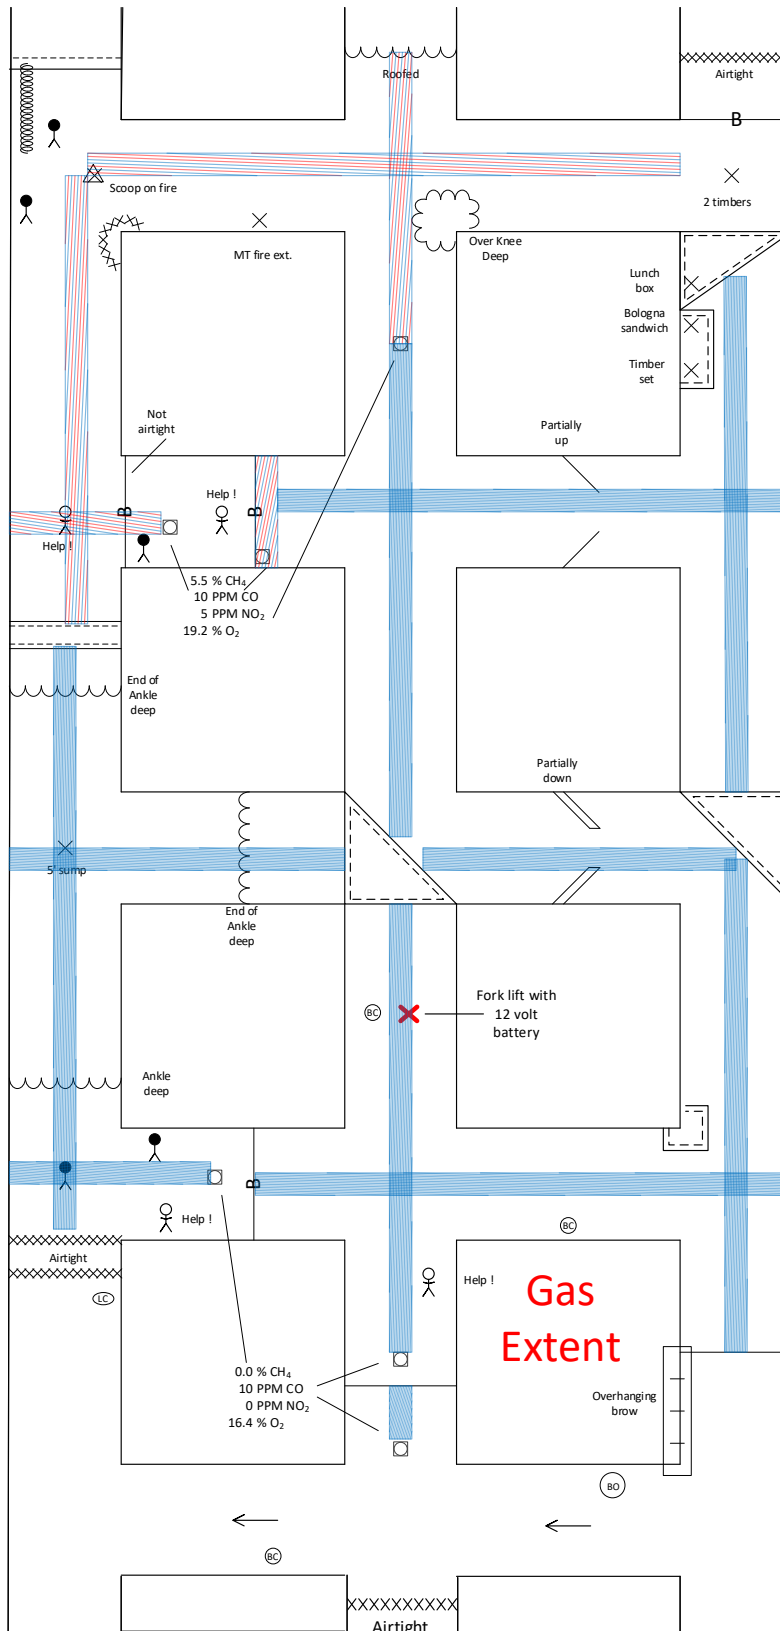 Roofed
Airtight
B
Scoop on fire
2 timbers
MT fire ext.
Over Knee
Deep
Lunch
box
Bologna
sandwich
Timber
set
Not
airtight
Partially
up
Help !
B
B
Help !
5.5 % CH₄
10 PPM CO
5 PPM NO₂
19.2 % O₂
End of
Ankle
deep
Partially
down
5' sump
End of
Ankle
deep
BC
Fork lift with
12 volt
battery
Ankle
deep
B
Help !
BC
Airtight
Help !
Gas
Extent
LC
0.0 % CH₄
10 PPM CO
0 PPM NO₂
16.4 % O₂
Overhanging
brow
BO
BC
Airtight